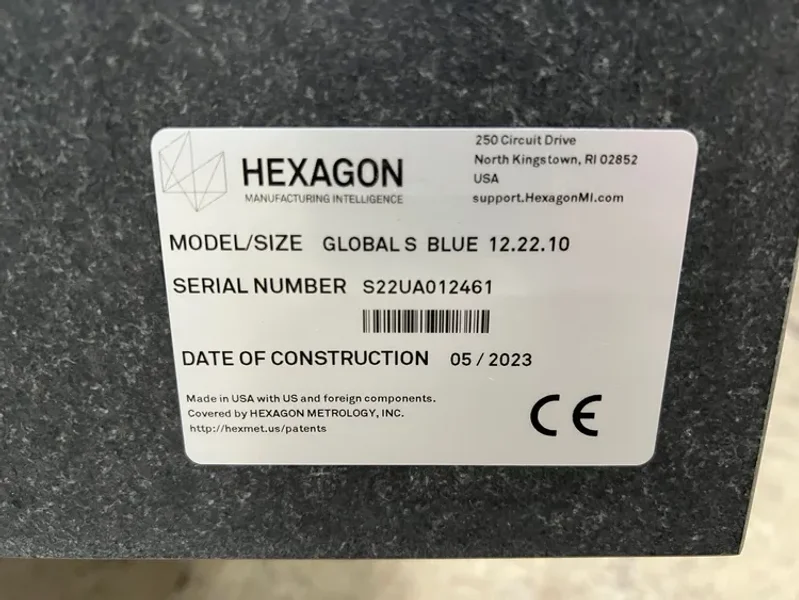 HEXAGON
MANUFACTURING INTELLIGENCE
250 Circuit Drive
North Kingstown, RI 02852
USA
support.HexagonMI.com
MODEL/SIZE GLOBAL S BLUE 12.22.10
SERIAL NUMBER S22UA012461
DATE OF CONSTRUCTION 05 / 2023
Made in USA with US and foreign components.
Covered by HEXAGON METROLOGY, INC.
http://hexmet.us/patents
CE